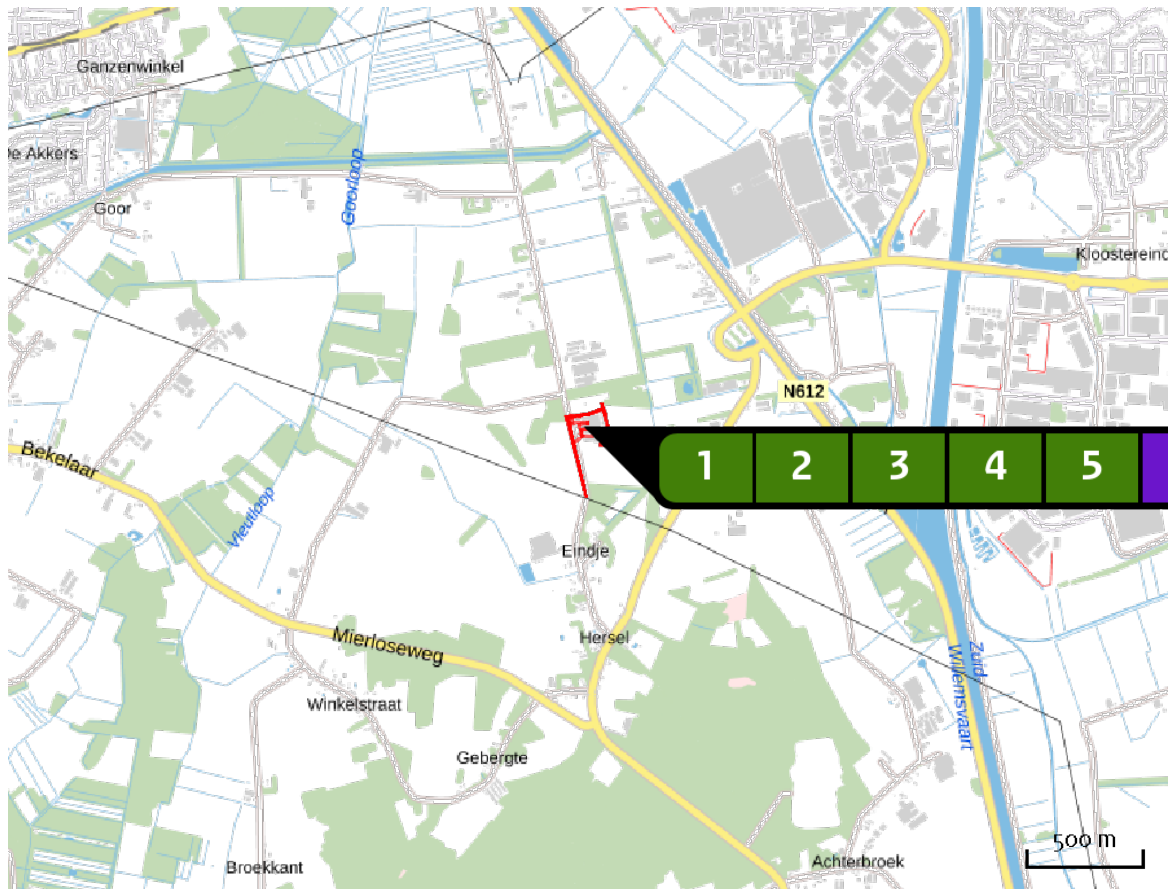 Ganzenwinkel
De Akkers
Goorloop
Goor
Kloostereind
N612
1 2 3 4 5
Bekelaar
Vleutloop
Eindje
Hersel
Mierloseweg
Zuid
Willemsvaart
Winkelstraat
Gebergte
500 m
Achterbroek
Broekkant